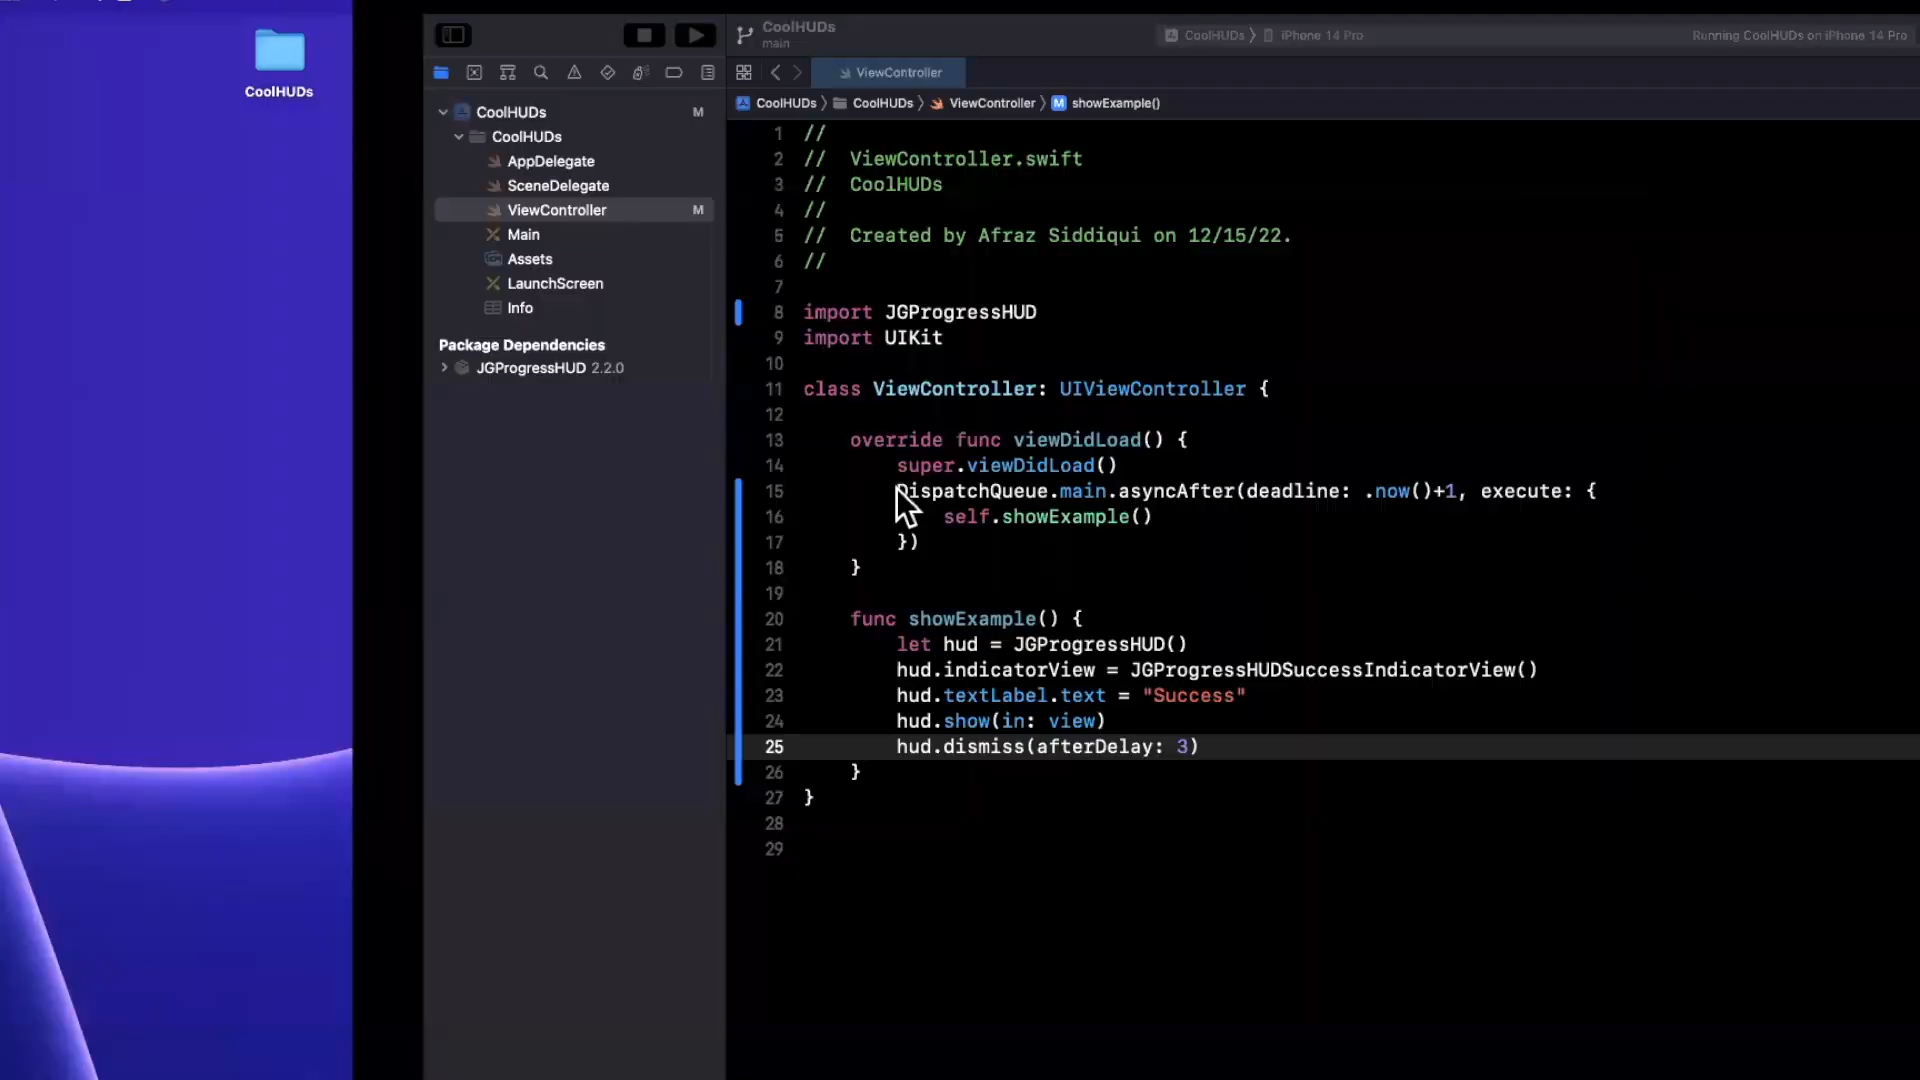 CoolHUDs
CoolHUDs
main
CoolHUDs 〉 iPhone 14 Pro
Running CoolHUDs on iPhone 14 Pro
ViewController
CoolHUDs 〉 CoolHUDs 〉 ViewController 〉 M showExample()
CoolHUDs M
CoolHUDs
AppDelegate
SceneDelegate
ViewController M
Main
Assets
LaunchScreen
Info
Package Dependencies
JGProgressHUD 2.2.0
1 //
2 //  ViewController.swift
3 //  CoolHUDs
4 //
5 //  Created by Afraz Siddiqui on 12/15/22.
6 //
7
8 import JGProgressHUD
9 import UIKit
10
11 class ViewController: UIViewController {
12
13     override func viewDidLoad() {
14         super.viewDidLoad()
15         DispatchQueue.main.asyncAfter(deadline: .now()+1, execute: {
16             self.showExample()
17         })
18     }
19
20     func showExample() {
21         let hud = JGProgressHUD()
22         hud.indicatorView = JGProgressHUDSuccessIndicatorView()
23         hud.textLabel.text = "Success"
24         hud.show(in: view)
25         hud.dismiss(afterDelay: 3)
26     }
27 }
28
29